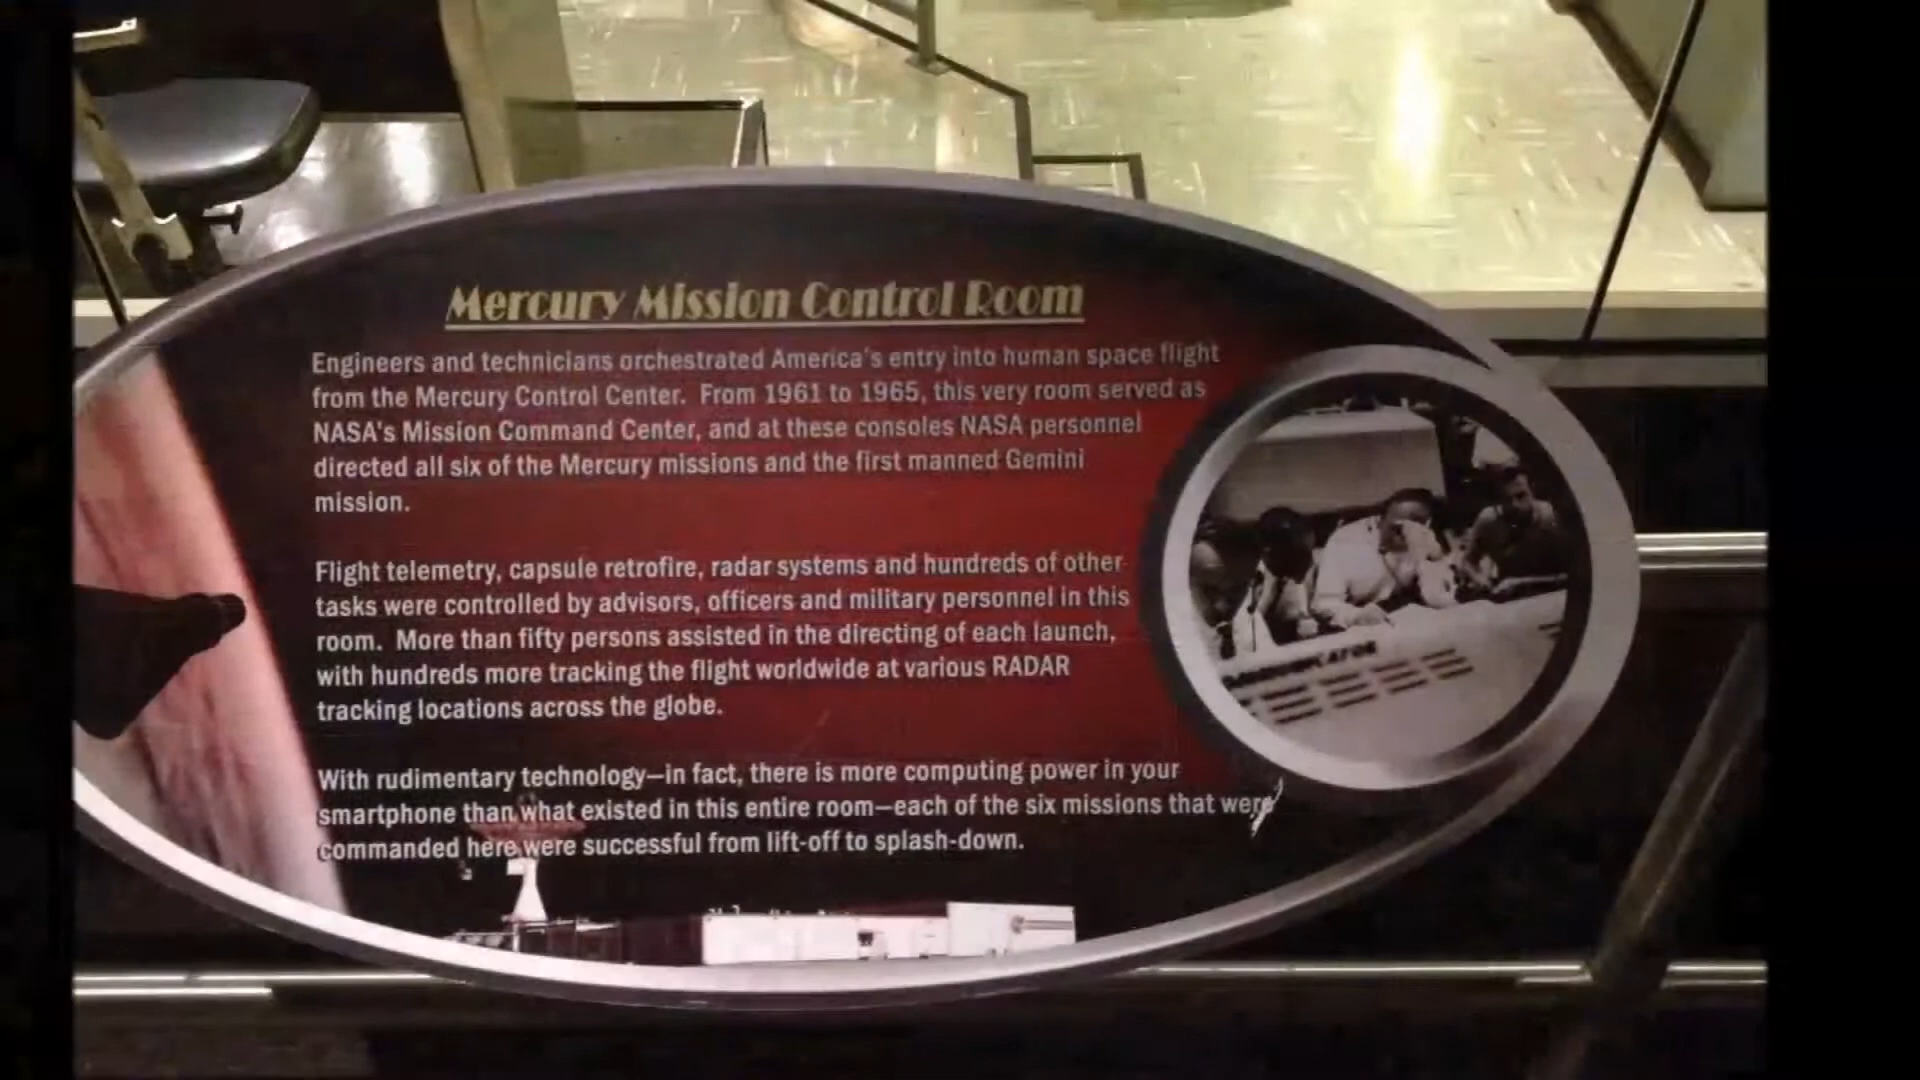 Mercury Mission Control Room
Engineers and technicians orchestrated America's entry into human space flight
from the Mercury Control Center. From 1961 to 1965, this very room served as
NASA's Mission Command Center, and at these consoles NASA personnel
directed all six of the Mercury missions and the first manned Gemini
mission.
Flight telemetry, capsule retrofire, radar systems and hundreds of other
tasks were controlled by advisors, officers and military personnel in this
room. More than fifty persons assisted in the directing of each launch,
with hundreds more tracking the flight worldwide at various RADAR
tracking locations across the globe.
With rudimentary technology—in fact, there is more computing power in your
smartphone than what existed in this entire room—each of the six missions that were
commanded here were successful from lift-off to splash-down.